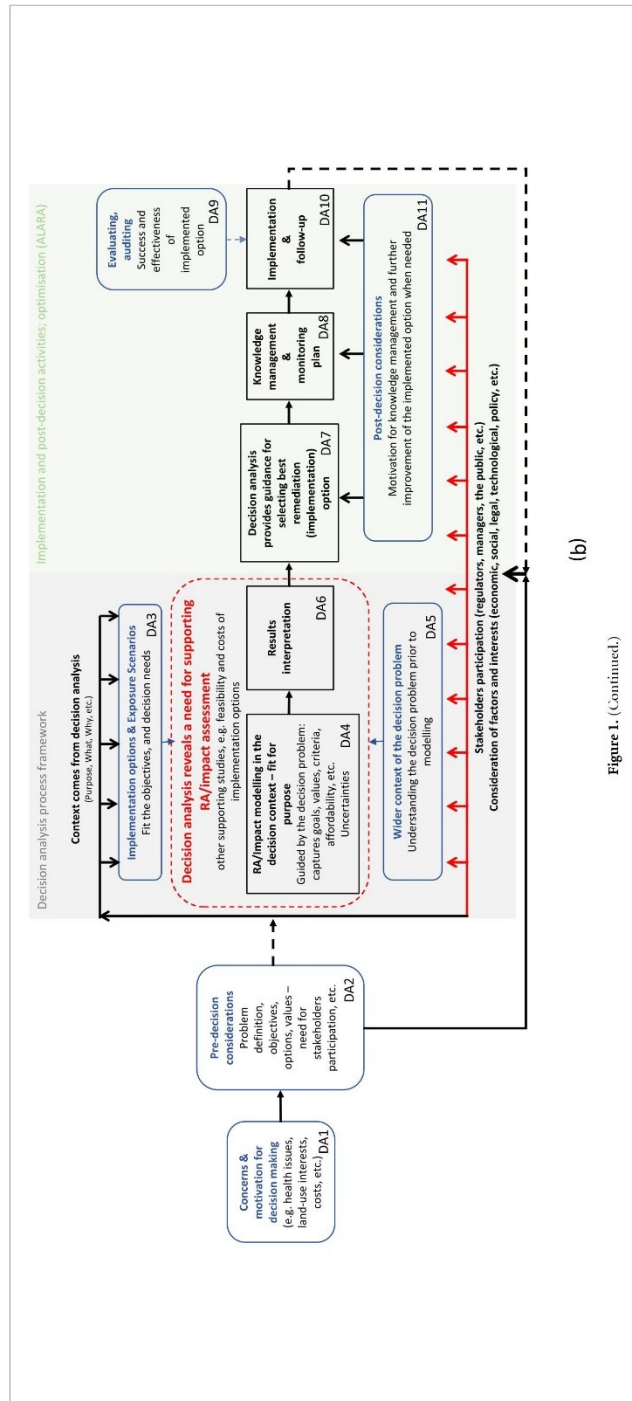 Decision analysis process framework
Implementation and post-decision activities; optimisation (ALARA)
Context comes from decision analysis
(Purpose, What, Why, etc.)
Concerns &
motivation for
decision making
(e.g. health issues,
land-use interests,
costs, etc.)
DA1
Pre-decision
considerations
Problem
definition,
objectives,
options, values –
need for
stakeholders
participation, etc.
DA2
Implementation options & Exposure Scenarios
Fit the objectives, and decision needs
DA3
Decision analysis reveals a need for supporting
RA/impact assessment
other supporting studies, e.g. feasibility and costs of
implementation options
RA/Impact modelling in the
decision context – fit for
purpose
Guided by the decision problem:
captures goals, values, criteria,
affordability, etc.
Uncertainties
DA4
Results
interpretation
DA6
Wider context of the decision problem
Understanding the decision problem prior to
modelling
DA5
Decision analysis
provides guidance for
selecting best
remediation
(implementation)
option
DA7
Knowledge
management
&
monitoring
plan
DA8
Evaluating,
auditing
Success and
effectiveness
of
implemented
option
DA9
Implementation
&
follow-up
DA10
Post-decision considerations
Motivation for knowledge management and further
improvement of the implemented option when needed
DA11
Stakeholders participation (regulators, managers, the public, etc.)
Consideration of factors and interests (economic, social, legal, technological, policy, etc.)
(b)
Figure 1. (Continued.)